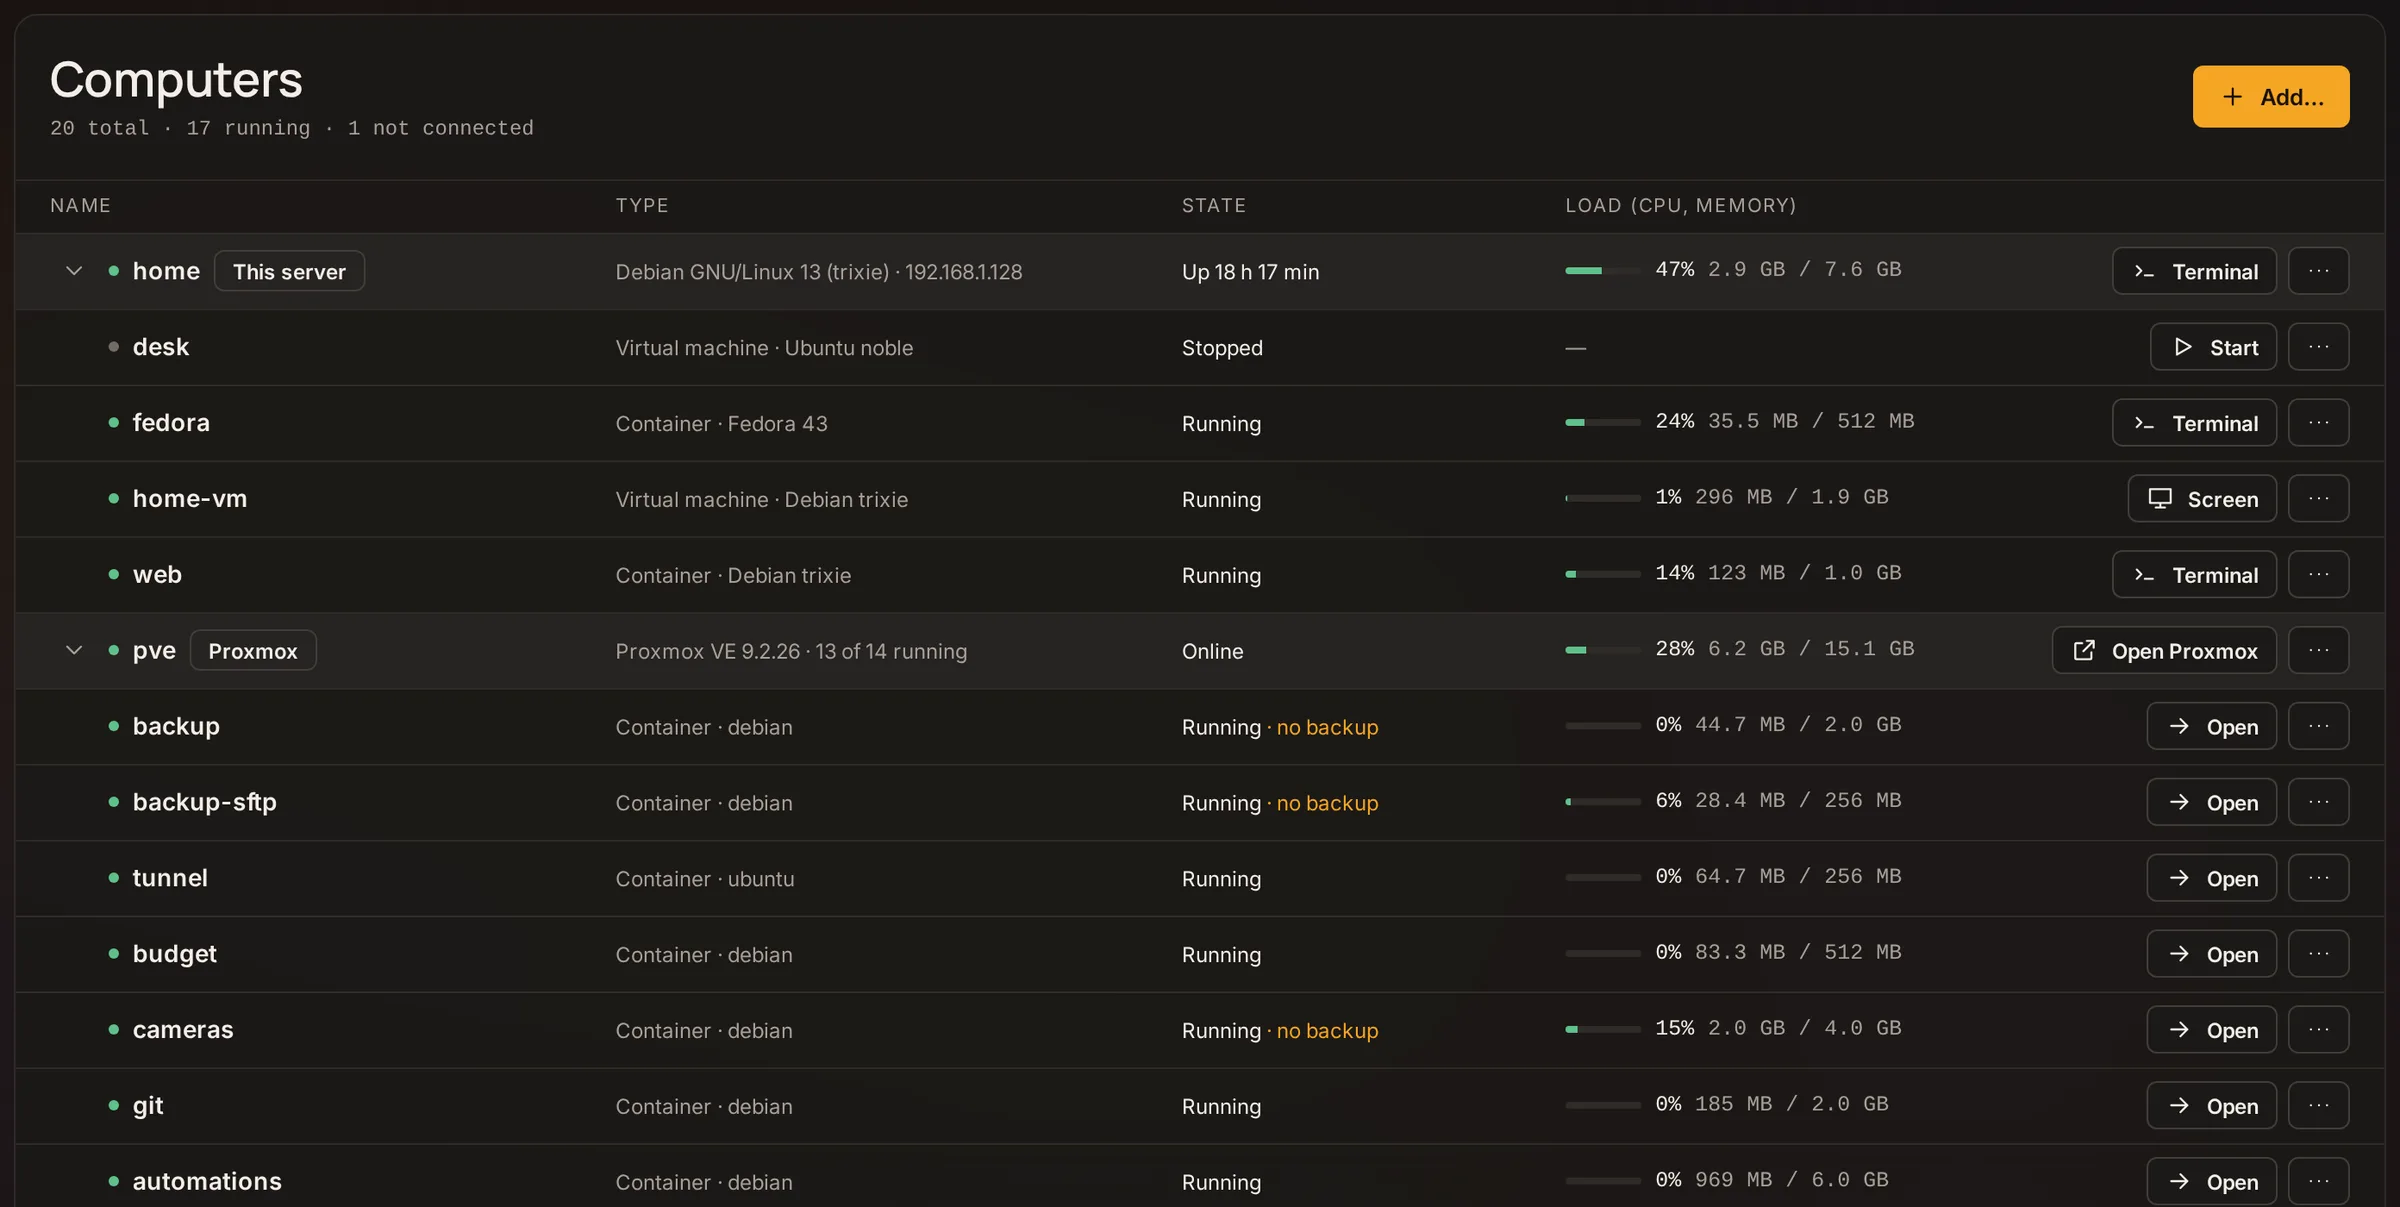 Computers
20 total · 17 running · 1 not connected
+ Add...
NAME TYPE STATE LOAD (CPU, MEMORY)
home This server Debian GNU/Linux 13 (trixie) · 192.168.1.128 Up 18 h 17 min 47% 2.9 GB / 7.6 GB Terminal ...
desk Virtual machine · Ubuntu noble Stopped — Start ...
fedora Container · Fedora 43 Running 24% 35.5 MB / 512 MB Terminal ...
home-vm Virtual machine · Debian trixie Running 1% 296 MB / 1.9 GB Screen ...
web Container · Debian trixie Running 14% 123 MB / 1.0 GB Terminal ...
pve Proxmox Proxmox VE 9.2.26 · 13 of 14 running Online 28% 6.2 GB / 15.1 GB Open Proxmox ...
backup Container · debian Running · no backup 0% 44.7 MB / 2.0 GB Open ...
backup-sftp Container · debian Running · no backup 6% 28.4 MB / 256 MB Open ...
tunnel Container · ubuntu Running 0% 64.7 MB / 256 MB Open ...
budget Container · debian Running 0% 83.3 MB / 512 MB Open ...
cameras Container · debian Running · no backup 15% 2.0 GB / 4.0 GB Open ...
git Container · debian Running 0% 185 MB / 2.0 GB Open ...
automations Container · debian Running 0% 969 MB / 6.0 GB Open ...